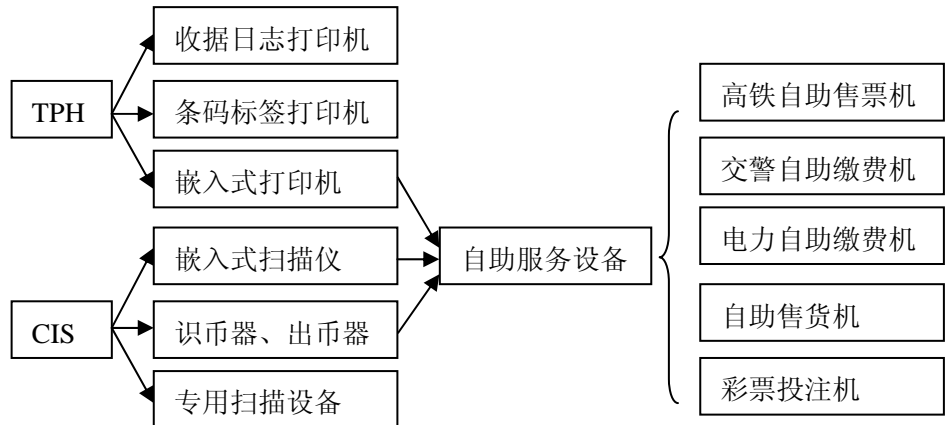 TPH
收据日志打印机
条码标签打印机
嵌入式打印机
CIS
嵌入式扫描仪
识币器、出币器
专用扫描设备
自助服务设备
高铁自助售票机
交警自助缴费机
电力自助缴费机
自助售货机
彩票投注机